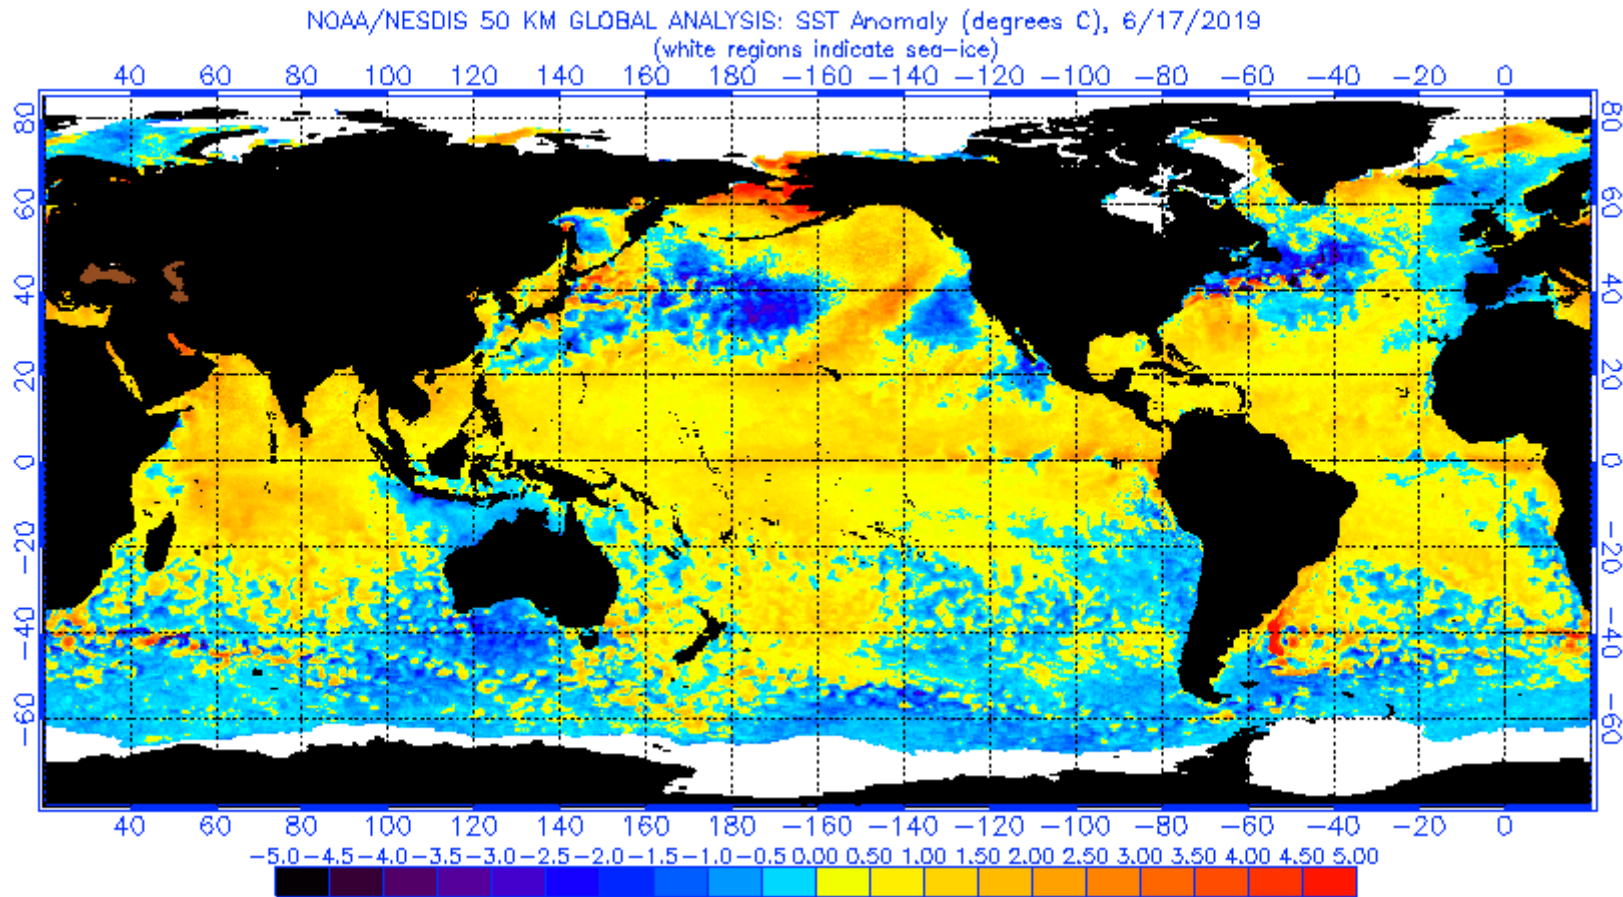 NOAA/NESDIS 50 KM GLOBAL ANALYSIS: SST Anomaly (degrees C), 6/17/2019
(white regions indicate sea-ice)
40 60 80 100 120 140 160 180 -160 -140 -120 -100 -80 -60 -40 -20 0
80 80
60 60
40 40
20 20
0 0
-20 -20
-40 -40
-60 -60
40 60 80 100 120 140 160 180 -160 -140 -120 -100 -80 -60 -40 -20 0
-5.0 -4.5 -4.0 -3.5 -3.0 -2.5 -2.0 -1.5 -1.0 -0.5 0.00 0.50 1.00 1.50 2.00 2.50 3.00 3.50 4.00 4.50 5.00